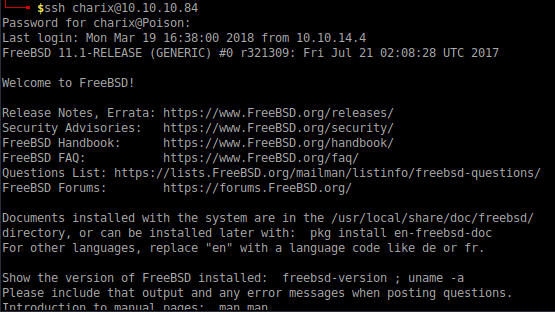 $ssh charix@10.10.10.84
Password for charix@Poison:
Last login: Mon Mar 19 16:38:00 2018 from 10.10.14.4
FreeBSD 11.1-RELEASE (GENERIC) #0 r321309: Fri Jul 21 02:08:28 UTC 2017
Welcome to FreeBSD!
Release Notes, Errata: https://www.FreeBSD.org/releases/
Security Advisories:   https://www.FreeBSD.org/security/
FreeBSD Handbook:      https://www.FreeBSD.org/handbook/
FreeBSD FAQ:           https://www.FreeBSD.org/faq/
Questions List: https://lists.FreeBSD.org/mailman/listinfo/freebsd-questions/
FreeBSD Forums:        https://forums.FreeBSD.org/
Documents installed with the system are in the /usr/local/share/doc/freebsd/
directory, or can be installed later with:  pkg install en-freebsd-doc
For other languages, replace "en" with a language code like de or fr.
Show the version of FreeBSD installed:  freebsd-version ; uname -a
Please include that output and any error messages when posting questions.
Introduction to manual pages:  man man